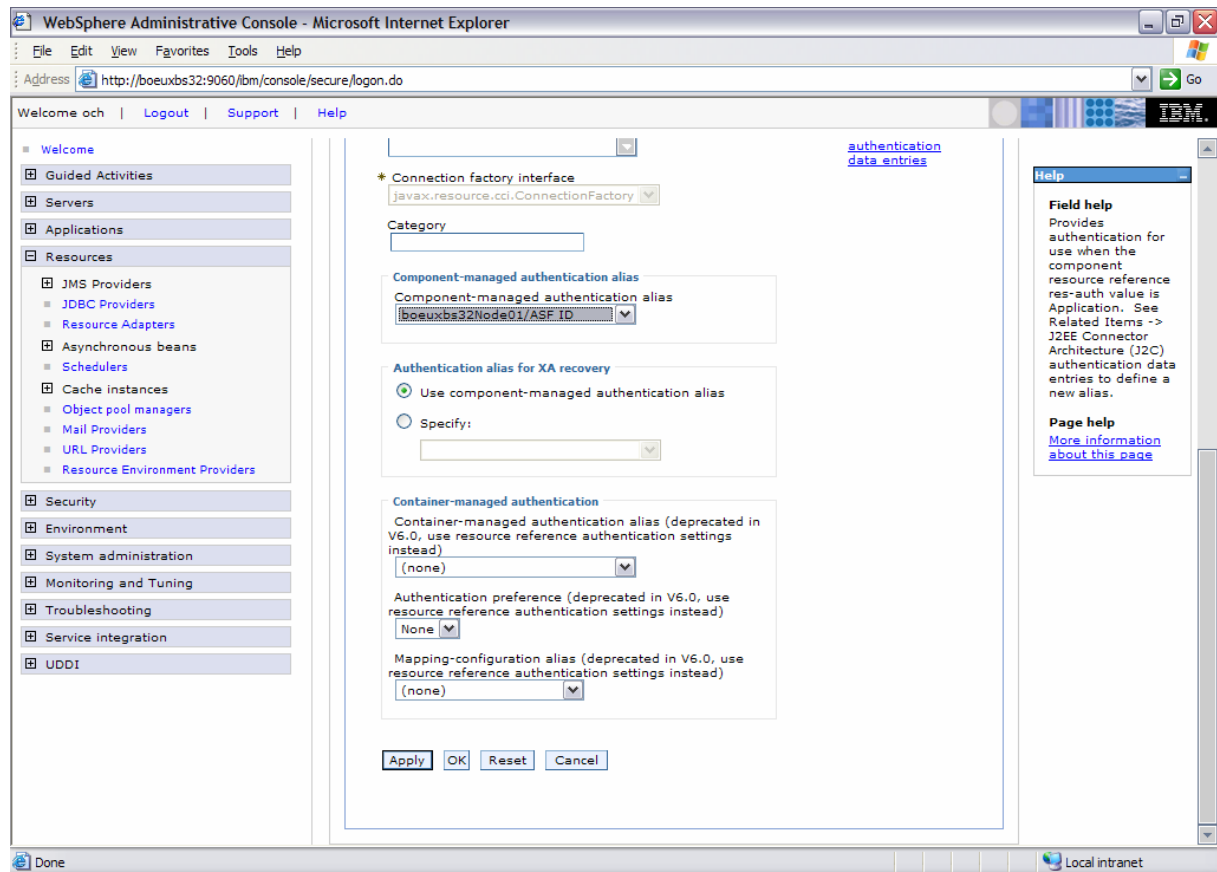 WebSphere Administrative Console - Microsoft Internet Explorer
File Edit View Favorites Tools Help
Address http://boeuxbs32:9060/ibm/console/secure/logon.do Go
Welcome och | Logout | Support | Help IBM.
Welcome
Guided Activities
Servers
Applications
Resources
JMS Providers
JDBC Providers
Resource Adapters
Asynchronous beans
Schedulers
Cache instances
Object pool managers
Mail Providers
URL Providers
Resource Environment Providers
Security
Environment
System administration
Monitoring and Tuning
Troubleshooting
Service integration
UDDI
authentication
data entries
* Connection factory interface
javax.resource.cci.ConnectionFactory
Category
Component-managed authentication alias
Component-managed authentication alias
boeuxbs32Node01/ASF ID
Authentication alias for XA recovery
Use component-managed authentication alias
Specify:
Container-managed authentication
Container-managed authentication alias (deprecated in
V6.0, use resource reference authentication settings
instead)
(none)
Authentication preference (deprecated in V6.0, use
resource reference authentication settings instead)
None
Mapping-configuration alias (deprecated in V6.0, use
resource reference authentication settings instead)
(none)
Apply OK Reset Cancel
Help
Field help
Provides
authentication for
use when the
component
resource reference
res-auth value is
Application. See
Related Items ->
J2EE Connector
Architecture (J2C)
authentication data
entries to define a
new alias.
Page help
More information
about this page
Done
Local intranet